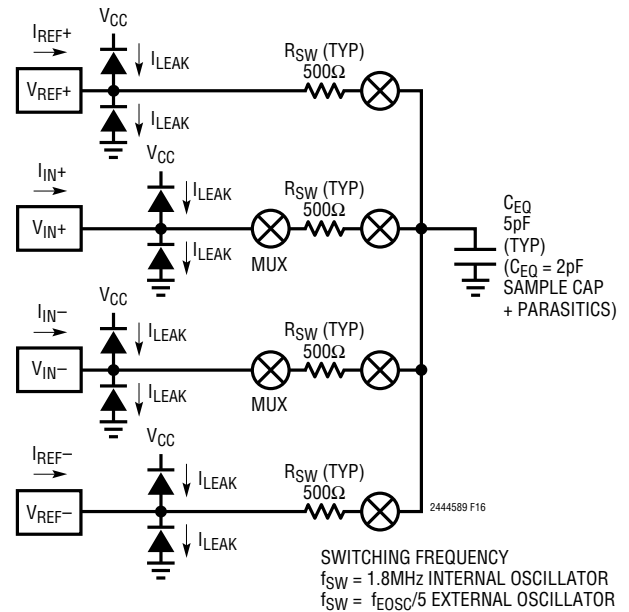 VCC
IREF+
ILEAK
RSW (TYP)
500Ω
VREF+
ILEAK
VCC
IIN+
ILEAK
RSW (TYP)
500Ω
VIN+
ILEAK
MUX
CEQ
5pF
(TYP)
(CEQ = 2pF
SAMPLE CAP
+ PARASITICS)
VCC
IIN−
ILEAK
RSW (TYP)
500Ω
VIN−
ILEAK
MUX
VCC
IREF−
ILEAK
RSW (TYP)
500Ω
VREF−
ILEAK
2444589 F16
SWITCHING FREQUENCY
fSW = 1.8MHz INTERNAL OSCILLATOR
fSW = fEOSC/5 EXTERNAL OSCILLATOR